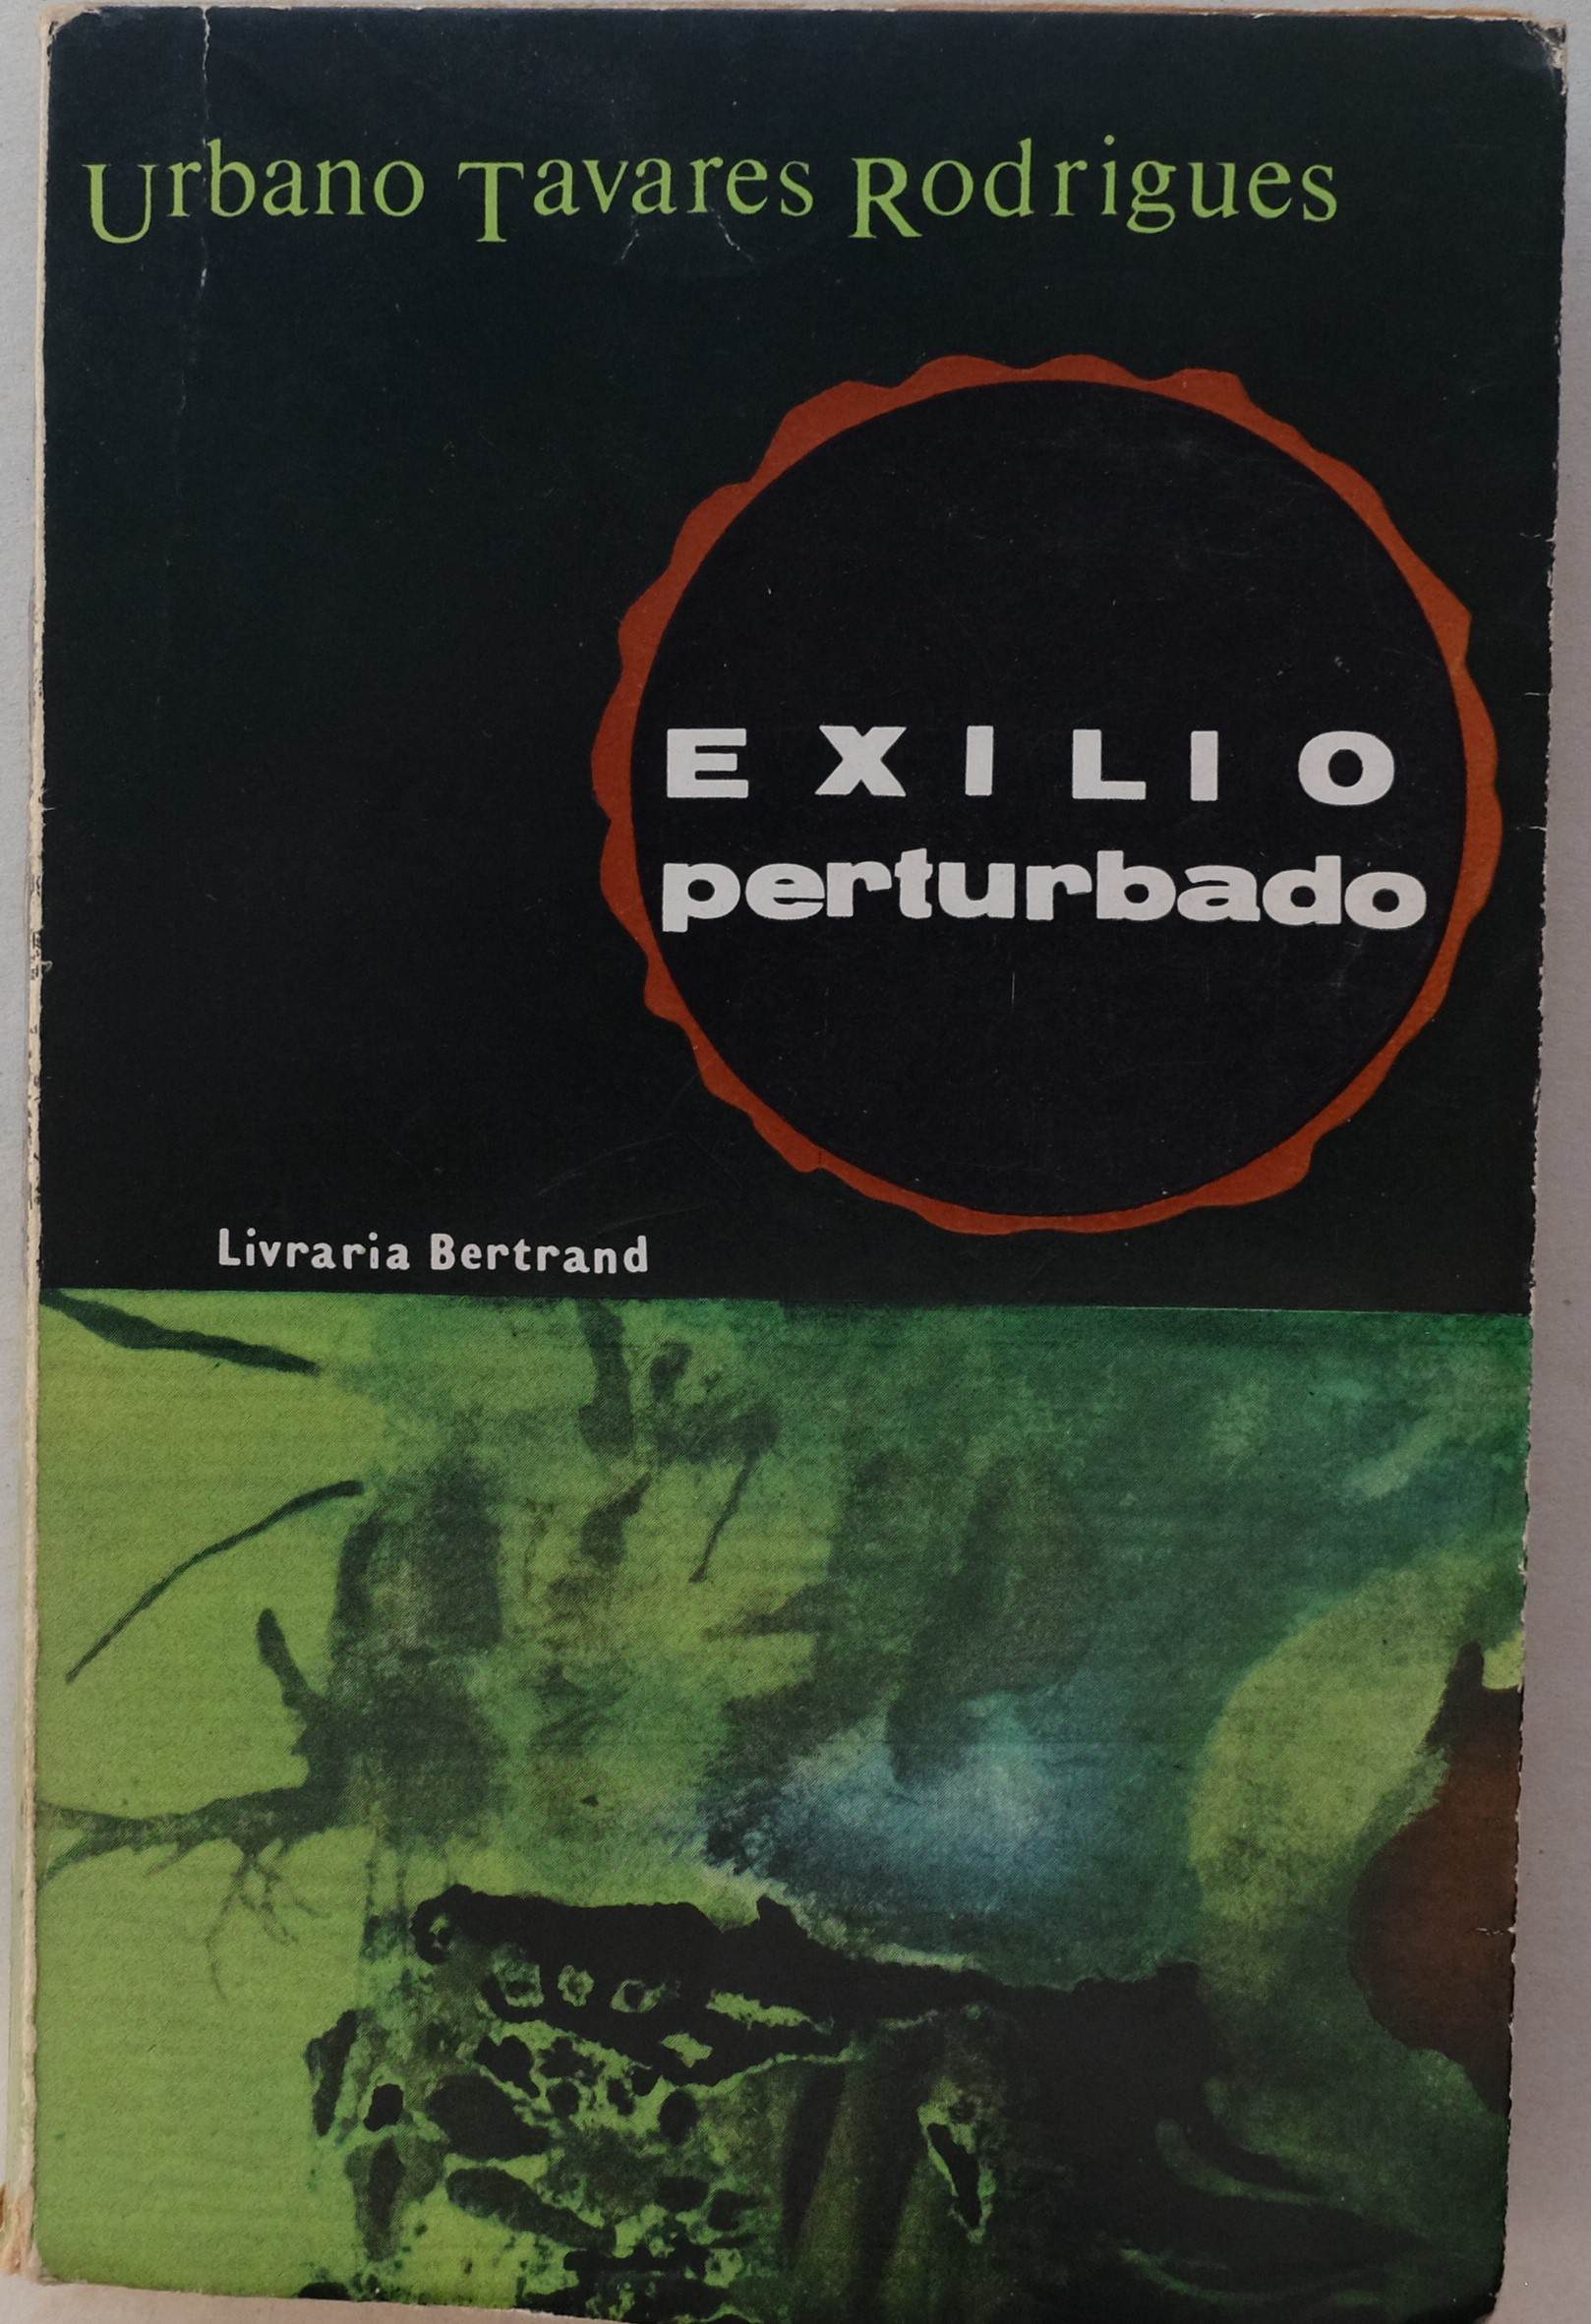 Urbano Tavares Rodrigues
EXILIO
perturbado
Livraria Bertrand